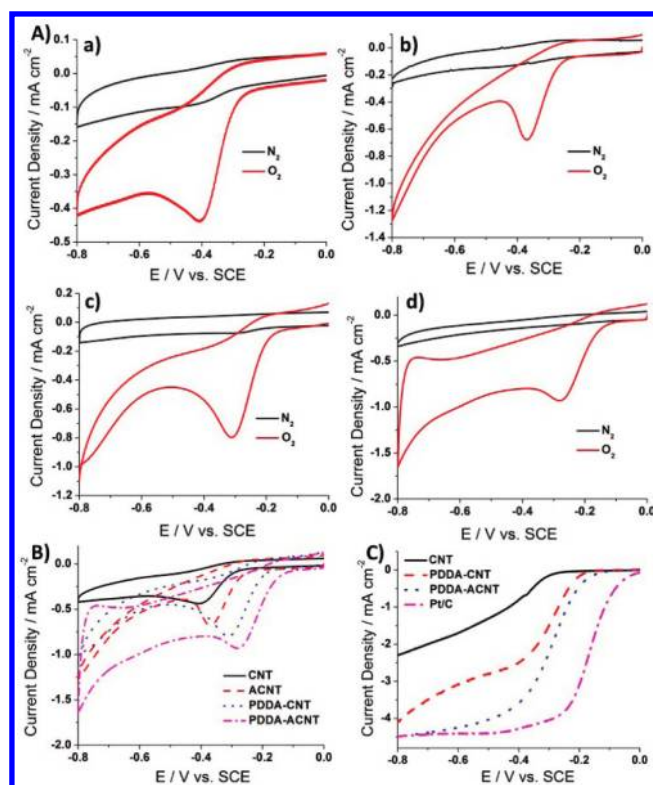 A)
a)
0.1
0.0
-0.1
-0.2
-0.3
-0.4
-0.5
-0.8
-0.6
-0.4
-0.2
0.0
Current Density / mA cm-2
E / V vs. SCE
N2
O2
b)
0.0
-0.2
-0.4
-0.6
-0.8
-1.0
-1.2
-1.4
-0.8
-0.6
-0.4
-0.2
0.0
Current Density / mA cm-2
E / V vs. SCE
N2
O2
c)
0.2
0.0
-0.2
-0.4
-0.6
-0.8
-1.0
-1.2
-0.8
-0.6
-0.4
-0.2
0.0
Current Density / mA cm-2
E / V vs. SCE
N2
O2
d)
0.0
-0.5
-1.0
-1.5
-2.0
-0.8
-0.6
-0.4
-0.2
0.0
Current Density / mA cm-2
E / V vs. SCE
N2
O2
B)
0.0
-0.5
-1.0
-1.5
-2.0
-0.8
-0.6
-0.4
-0.2
0.0
Current Density / mA cm-2
E / V vs. SCE
CNT
ACNT
PDDA-CNT
PDDA-ACNT
C)
0
-1
-2
-3
-4
-0.8
-0.6
-0.4
-0.2
0.0
Current Density / mA cm-2
E / V vs. SCE
CNT
PDDA-CNT
PDDA-ACNT
Pt/C